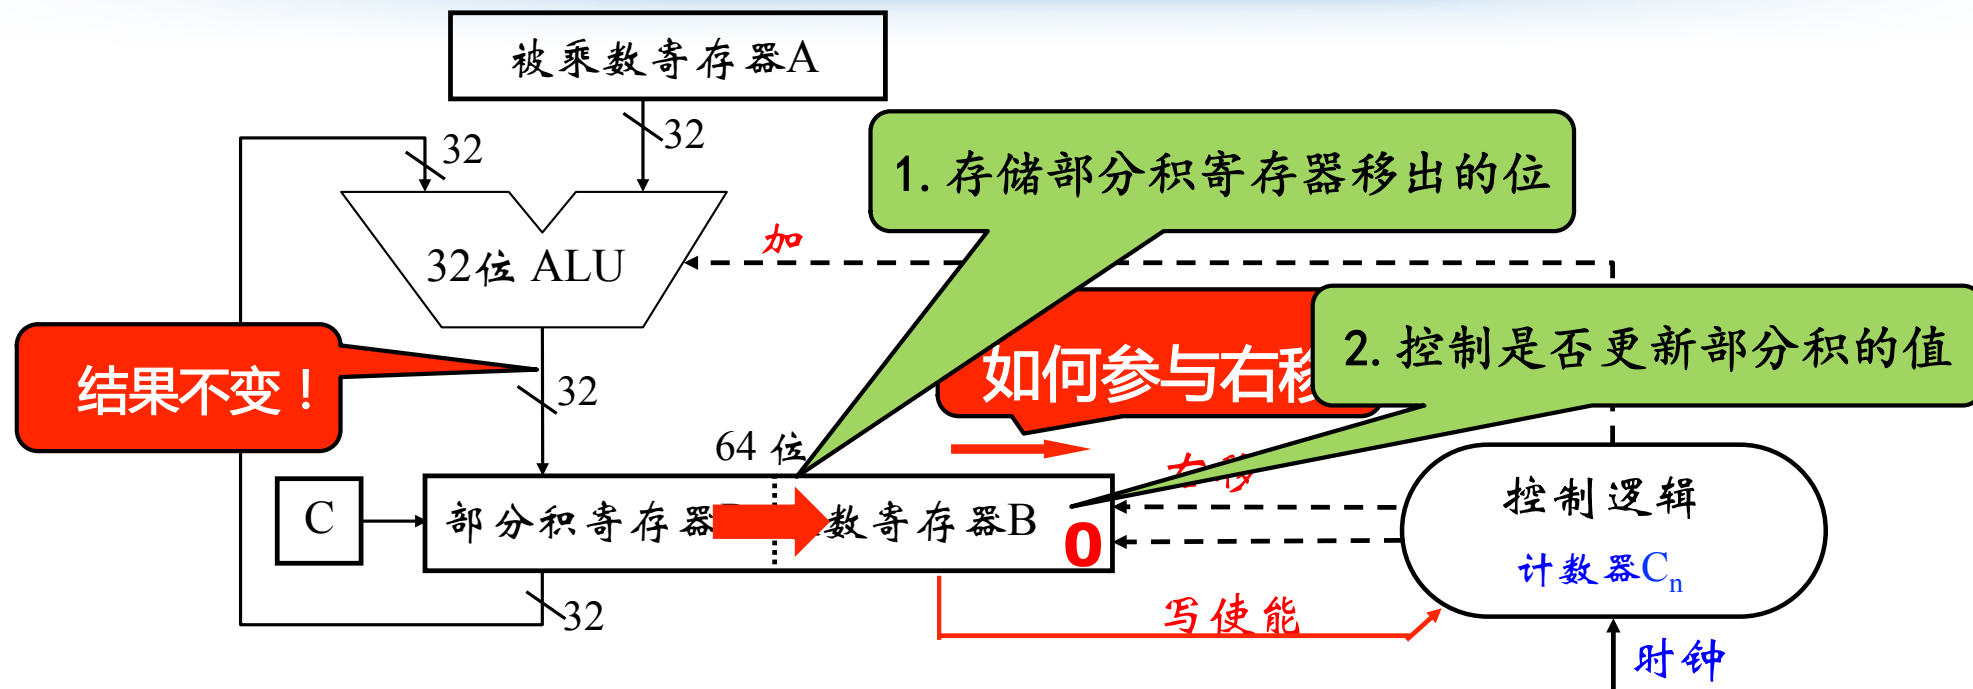 被乘数寄存器A
32
32
1. 存储部分积寄存器移出的位
加
32位 ALU
2. 控制是否更新部分积的值
结果不变！
如何参与右移
32
64 位
右移
C
部分积寄存器
数寄存器B
0
控制逻辑
计数器Cn
32
写使能
时钟